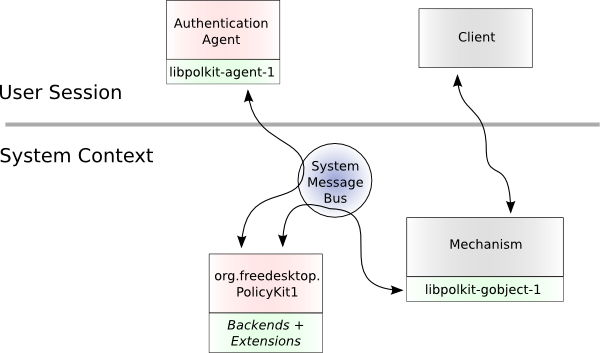 Authentication
Agent
libpolkit-agent-1
Client
User Session
System Context
System
Message
Bus
Mechanism
libpolkit-gobject-1
org.freedesktop.
PolicyKit1
Backends +
Extensions